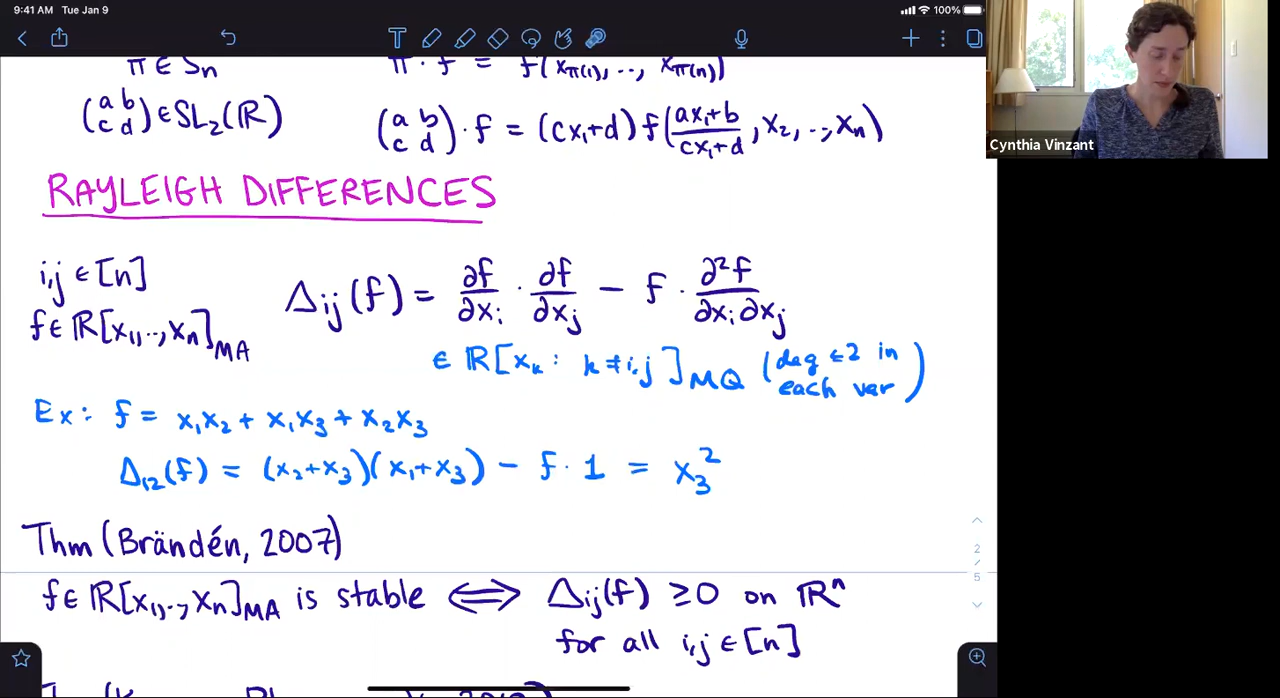 9:41 AM Tue Jan 9
100%
π ∈ Sn
π · f = f(x_π(1), .., x_π(n))
(a b
c d) ∈ SL₂(ℝ)
(a b
c d) · f = (cx₁+d) f(ax₁+b / cx₁+d, x₂, .., xₙ)
Cynthia Vinzant
RAYLEIGH DIFFERENCES
i,j ∈ [n]
f ∈ ℝ[x₁,..,xₙ]_MA
Δij(f) = ∂f/∂xi · ∂f/∂xj − f · ∂²f/∂xi∂xj
∈ ℝ[x_k : k ≠ i,j]_MQ (deg ≤ 2 in
each var)
Ex: f = x₁x₂ + x₁x₃ + x₂x₃
Δ₁₂(f) = (x₂+x₃)(x₁+x₃) − f · 1 = x₃²
Thm (Brändén, 2007)
f ∈ ℝ[x₁,..,xₙ]_MA is stable ⟺ Δij(f) ≥ 0 on ℝⁿ
for all i,j ∈ [n]
2
/
5